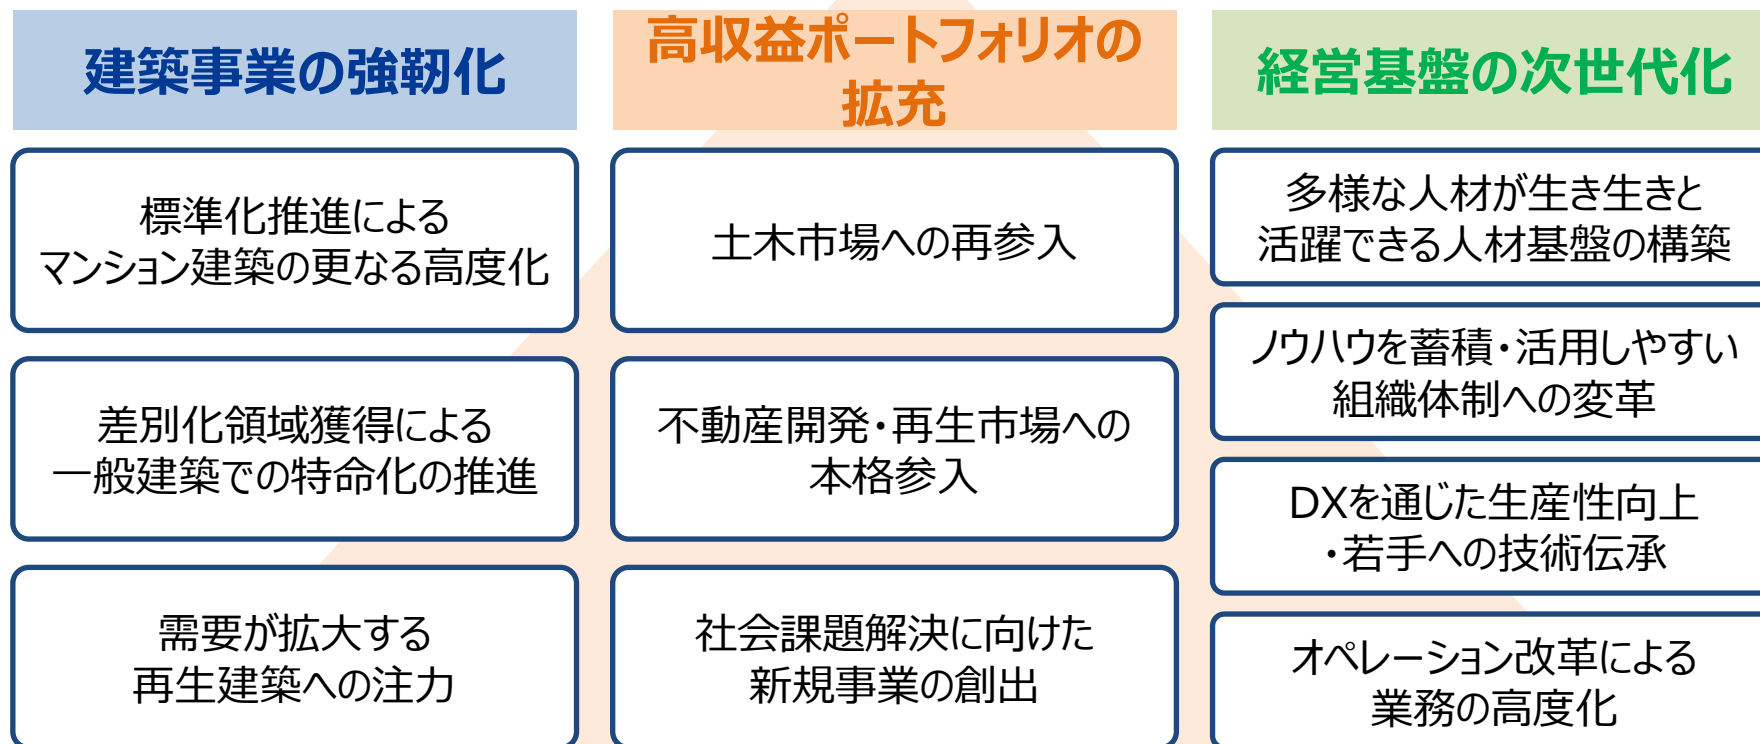 建築事業の強靭化
標準化推進による
マンション建築の更なる高度化
差別化領域獲得による
一般建築での特命化の推進
需要が拡大する
再生建築への注力
高収益ポートフォリオの
拡充
土木市場への再参入
不動産開発・再生市場への
本格参入
社会課題解決に向けた
新規事業の創出
経営基盤の次世代化
多様な人材が生き生きと
活躍できる人材基盤の構築
ノウハウを蓄積・活用しやすい
組織体制への変革
DXを通じた生産性向上
・若手への技術伝承
オペレーション改革による
業務の高度化